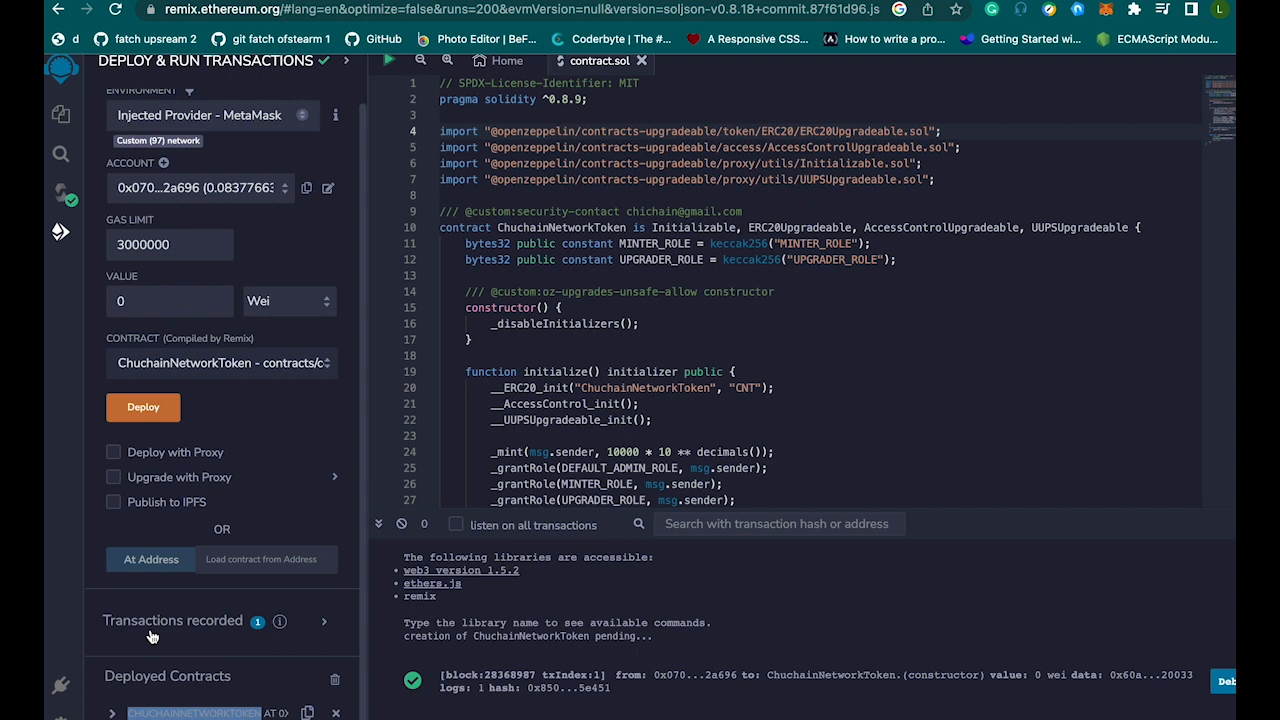 remix.ethereum.org/#lang=en&optimize=false&runs=200&evmVersion=null&version=soljson-v0.8.18+commit.87f61d96.js
L
d
fatch upsream 2
git fatch ofstearm 1
GitHub
Photo Editor | BeF...
Coderbyte | The #...
A Responsive CSS...
How to write a pro...
Getting Started wi...
ECMAScript Modul...
DEPLOY & RUN TRANSACTIONS
Home
contract.sol
ENVIRONMENT
Injected Provider - MetaMask
Custom (97) network
ACCOUNT
0x070...2a696 (0.08377663
GAS LIMIT
3000000
VALUE
0
Wei
CONTRACT (Compiled by Remix)
ChuchainNetworkToken - contracts/c
Deploy
Deploy with Proxy
Upgrade with Proxy
Publish to IPFS
OR
At Address
Load contract from Address
Transactions recorded 1
Deployed Contracts
CHUCHAINNETWORKTOKEN AT 0X
1 // SPDX-License-Identifier: MIT
2 pragma solidity ^0.8.9;
3
4 import "@openzeppelin/contracts-upgradeable/token/ERC20/ERC20Upgradeable.sol";
5 import "@openzeppelin/contracts-upgradeable/access/AccessControlUpgradeable.sol";
6 import "@openzeppelin/contracts-upgradeable/proxy/utils/Initializable.sol";
7 import "@openzeppelin/contracts-upgradeable/proxy/utils/UUPSUpgradeable.sol";
8
9 /// @custom:security-contact chichain@gmail.com
10 contract ChuchainNetworkToken is Initializable, ERC20Upgradeable, AccessControlUpgradeable, UUPSUpgradeable {
11 bytes32 public constant MINTER_ROLE = keccak256("MINTER_ROLE");
12 bytes32 public constant UPGRADER_ROLE = keccak256("UPGRADER_ROLE");
13
14 /// @custom:oz-upgrades-unsafe-allow constructor
15 constructor() {
16 _disableInitializers();
17 }
18
19 function initialize() initializer public {
20 __ERC20_init("ChuchainNetworkToken", "CNT");
21 __AccessControl_init();
22 __UUPSUpgradeable_init();
23
24 _mint(msg.sender, 10000 * 10 ** decimals());
25 _grantRole(DEFAULT_ADMIN_ROLE, msg.sender);
26 _grantRole(MINTER_ROLE, msg.sender);
27 _grantRole(UPGRADER_ROLE, msg.sender);
0
listen on all transactions
Search with transaction hash or address
The following libraries are accessible:
• web3 version 1.5.2
• ethers.js
• remix
Type the library name to see available commands.
creation of ChuchainNetworkToken pending...
[block:28368987 txIndex:1] from: 0x070...2a696 to: ChuchainNetworkToken.(constructor) value: 0 wei data: 0x60a...20033
logs: 1 hash: 0x850...5e451
Deb